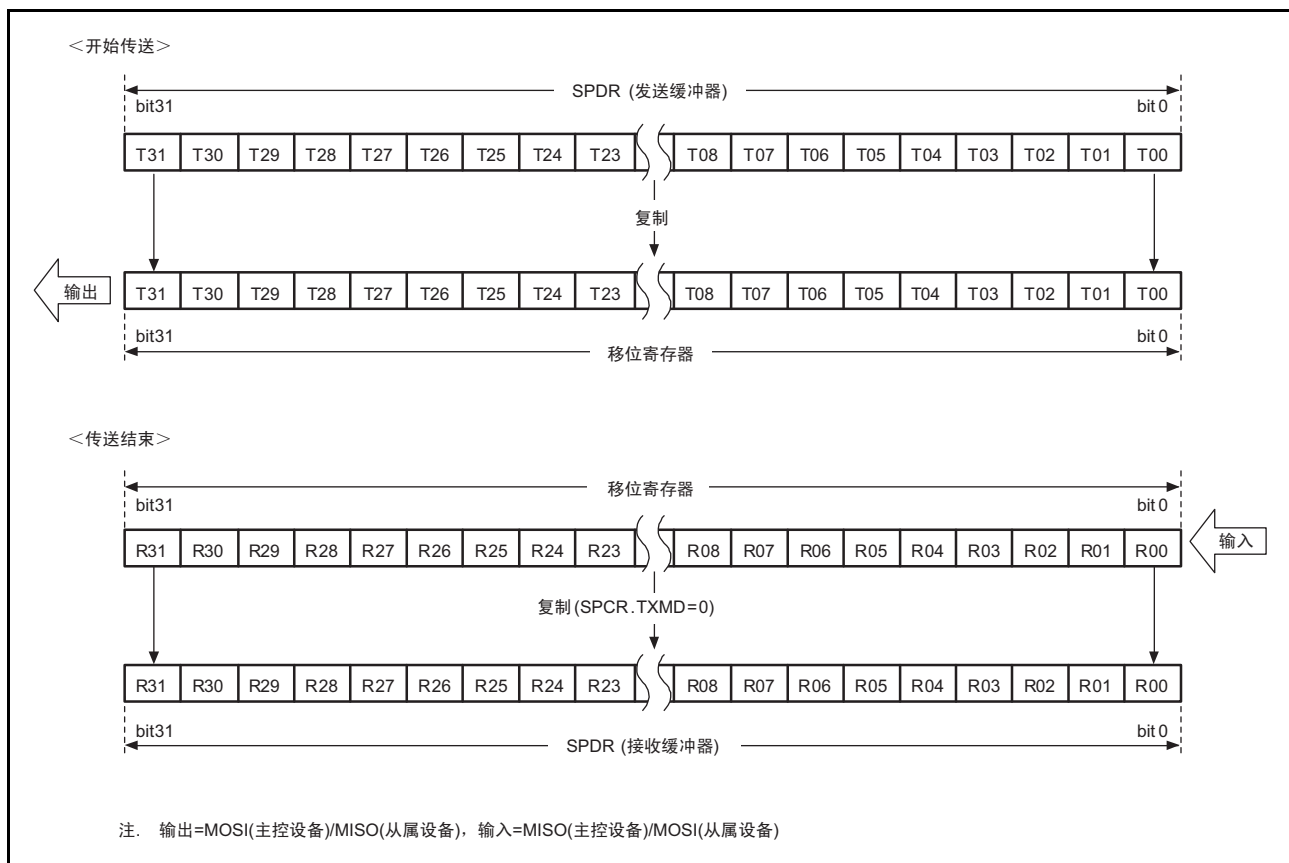 ＜开始传送＞
SPDR (发送缓冲器)
bit31 bit 0
T31 T30 T29 T28 T27 T26 T25 T24 T23 T08 T07 T06 T05 T04 T03 T02 T01 T00
复制
输出 T31 T30 T29 T28 T27 T26 T25 T24 T23 T08 T07 T06 T05 T04 T03 T02 T01 T00
bit31 bit 0
移位寄存器
＜传送结束＞
移位寄存器
bit31 bit 0
R31 R30 R29 R28 R27 R26 R25 R24 R23 R08 R07 R06 R05 R04 R03 R02 R01 R00 输入
复制(SPCR.TXMD=0)
R31 R30 R29 R28 R27 R26 R25 R24 R23 R08 R07 R06 R05 R04 R03 R02 R01 R00
bit31 bit 0
SPDR (接收缓冲器)
注. 输出=MOSI(主控设备)/MISO(从属设备)，输入=MISO(主控设备)/MOSI(从属设备)